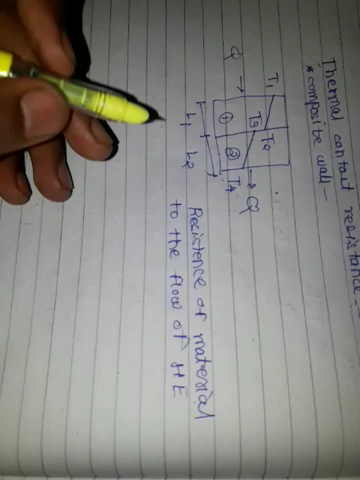 Thermal contact resistance
*composite wall -
Q → T1
① T3 T2
② T4 → Q
L1 L2
Resistence of material
to the flow of HE